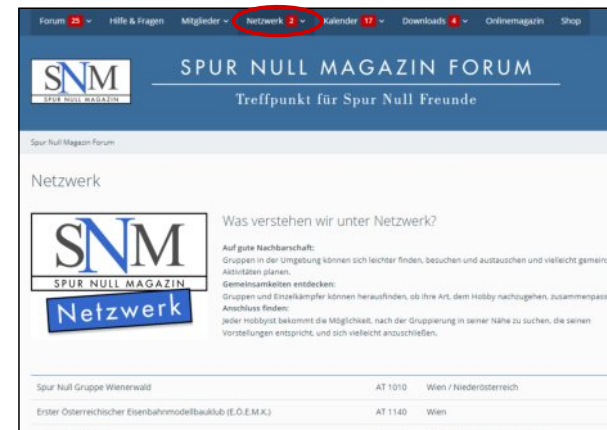 Forum 25 Hilfe & Fragen Mitglieder Netzwerk 2 Kalender 17 Downloads 4 Onlinemagazin Shop
SNM
SPUR NULL MAGAZIN
SPUR NULL MAGAZIN FORUM
Treffpunkt für Spur Null Freunde
Spur Null Magazin Forum
Netzwerk
SNM
SPUR NULL MAGAZIN
Netzwerk
Was verstehen wir unter Netzwerk?
Auf gute Nachbarschaft:
Gruppen in der Umgebung können sich leichter finden, besuchen und austauschen und vielleicht gemeins
Aktivitäten planen.
Gemeinsamkeiten entdecken:
Gruppen und Einzelkämpfer können herausfinden, ob ihre Art, dem Hobby nachzugehen, zusammenpass
Anschluss finden:
Jeder Hobbyist bekommt die Möglichkeit, nach der Gruppierung in seiner Nähe zu suchen, die seinen
Vorstellungen entspricht, und sich vielleicht anzuschließen.
Spur Null Gruppe Wienerwald AT 1010 Wien / Niederösterreich
Erster Österreichischer Eisenbahnmodellbauklub (E.Ö.E.M.K.) AT 1140 Wien